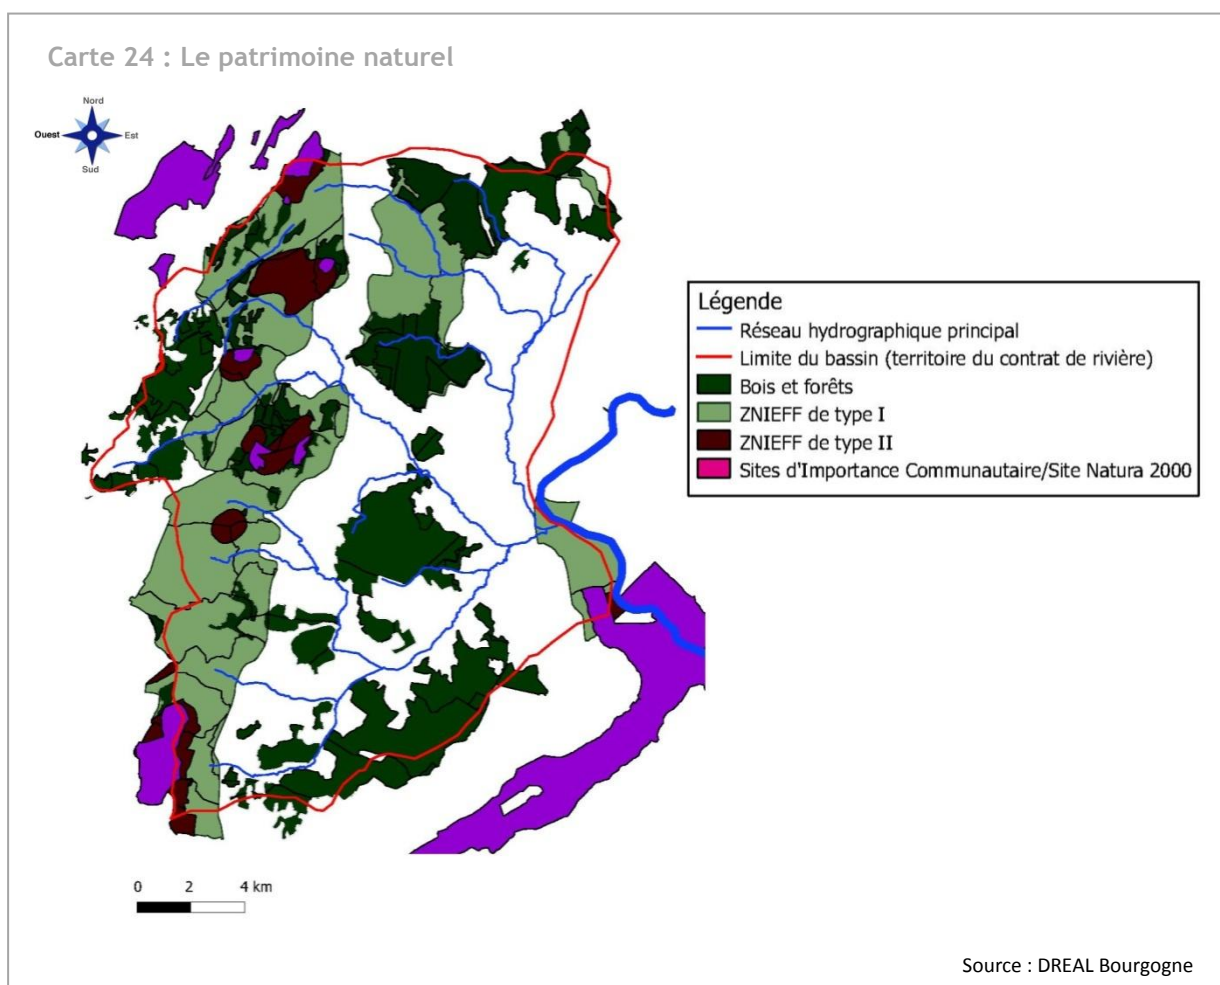 Carte 24 : Le patrimoine naturel
Nord
Ouest
Est
Sud
Légende
Réseau hydrographique principal
Limite du bassin (territoire du contrat de rivière)
Bois et forêts
ZNIEFF de type I
ZNIEFF de type II
Sites d'Importance Communautaire/Site Natura 2000
0 2 4 km
Source : DREAL Bourgogne